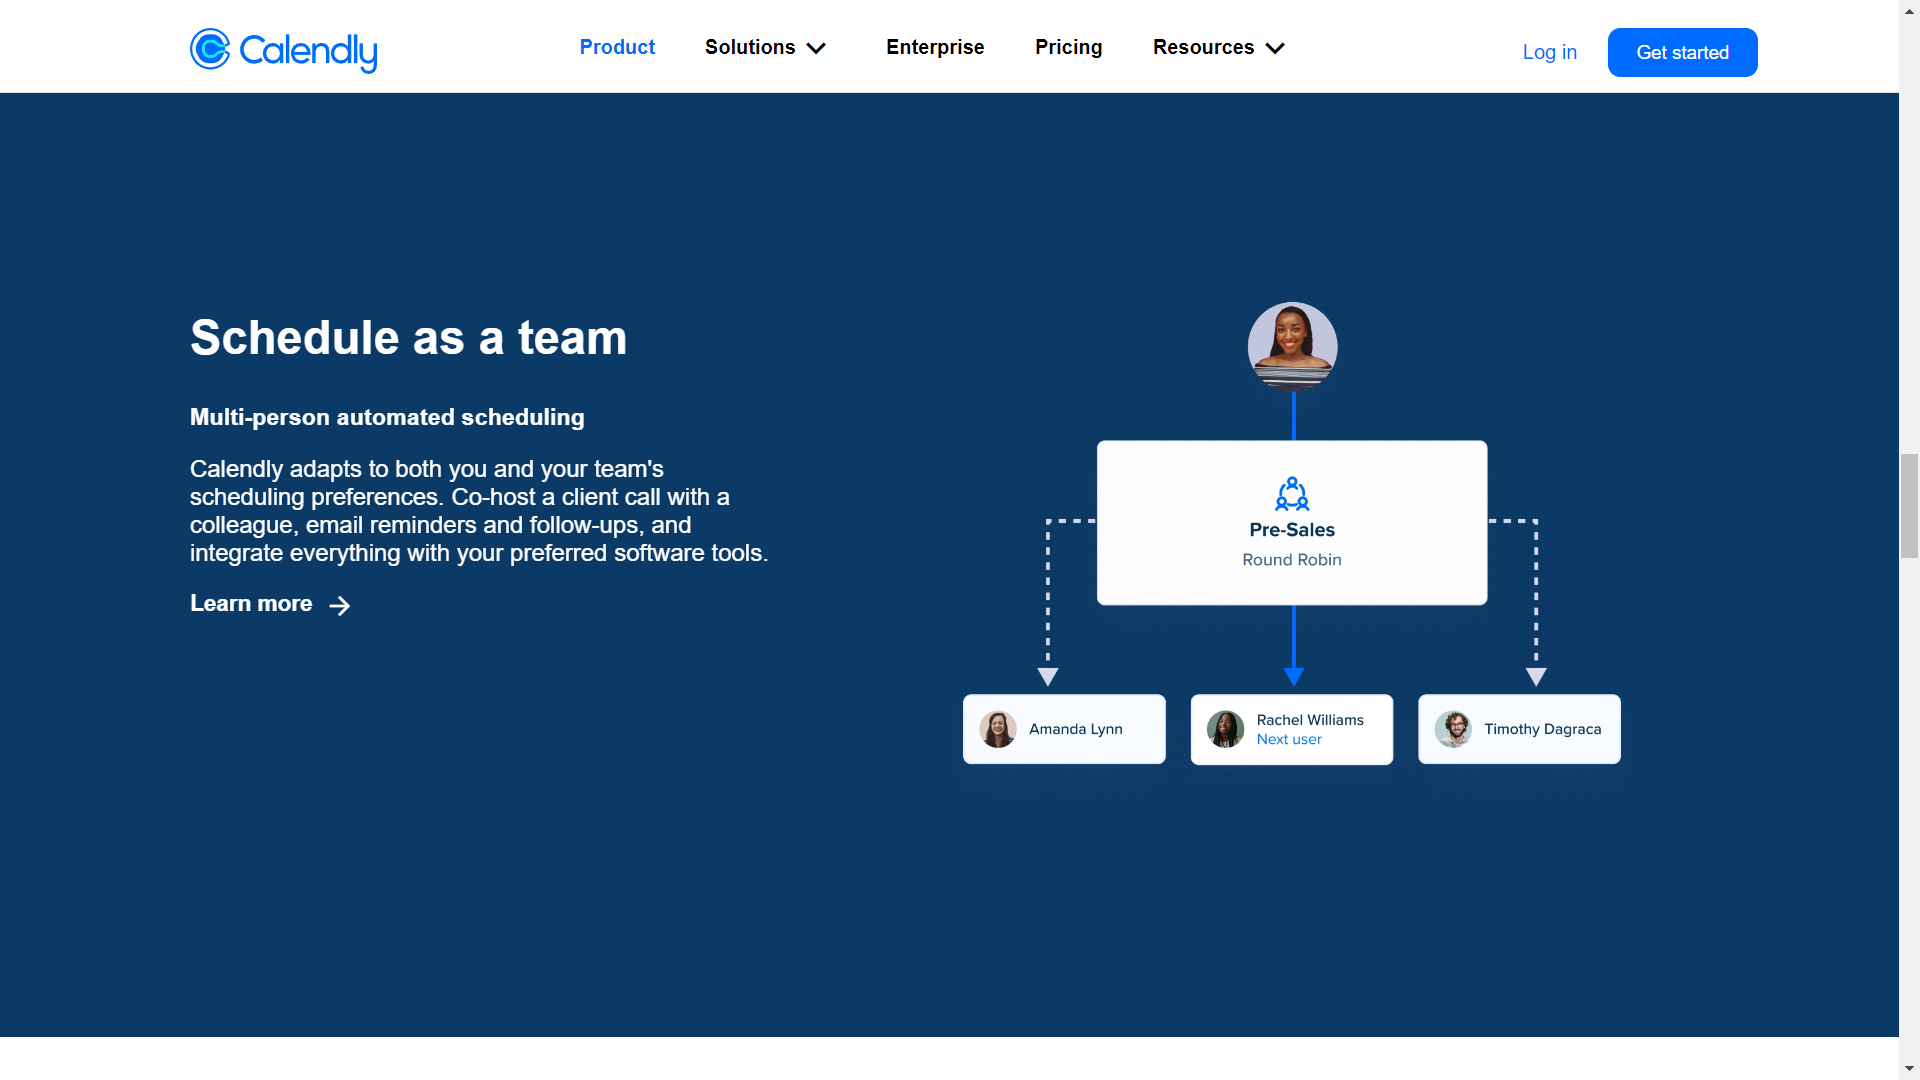 Calendly
Product
Solutions
Enterprise
Pricing
Resources
Log in
Get started
Schedule as a team
Multi-person automated scheduling
Calendly adapts to both you and your team's
scheduling preferences. Co-host a client call with a
colleague, email reminders and follow-ups, and
integrate everything with your preferred software tools.
Learn more
Pre-Sales
Round Robin
Amanda Lynn
Rachel Williams
Next user
Timothy Dagraca